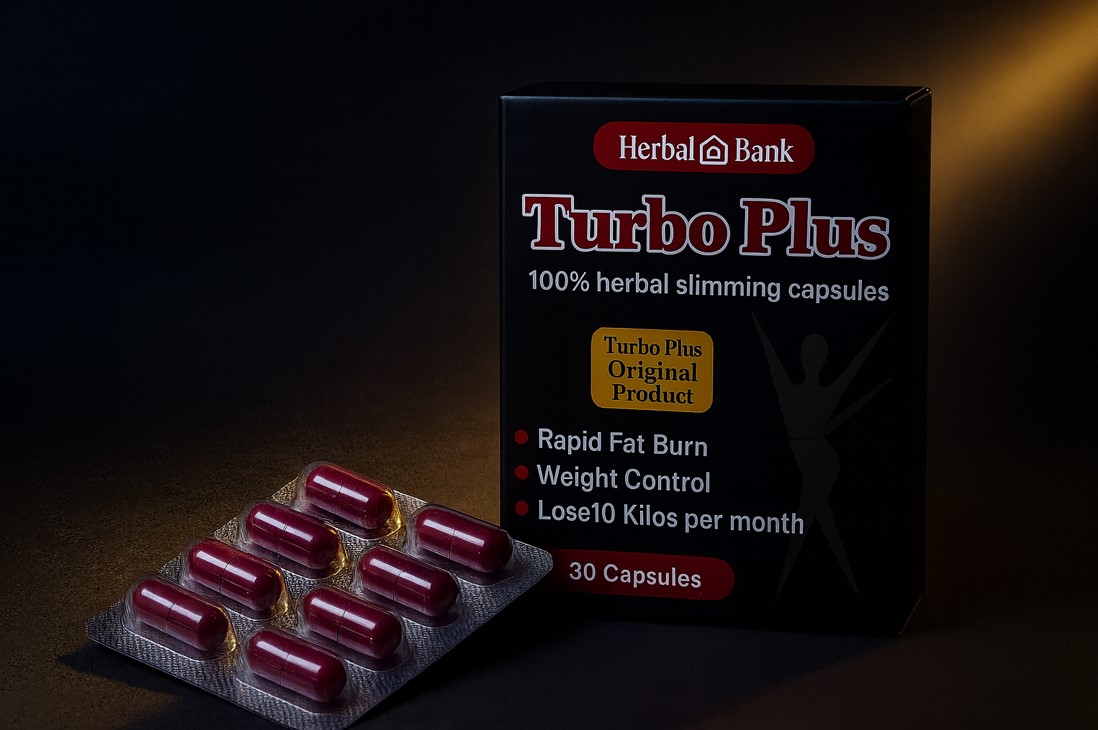 Herbal Bank
Turbo Plus
100% herbal slimming capsules
Turbo Plus
Original
Product
Rapid Fat Burn
Weight Control
Lose10 Kilos per month
30 Capsules